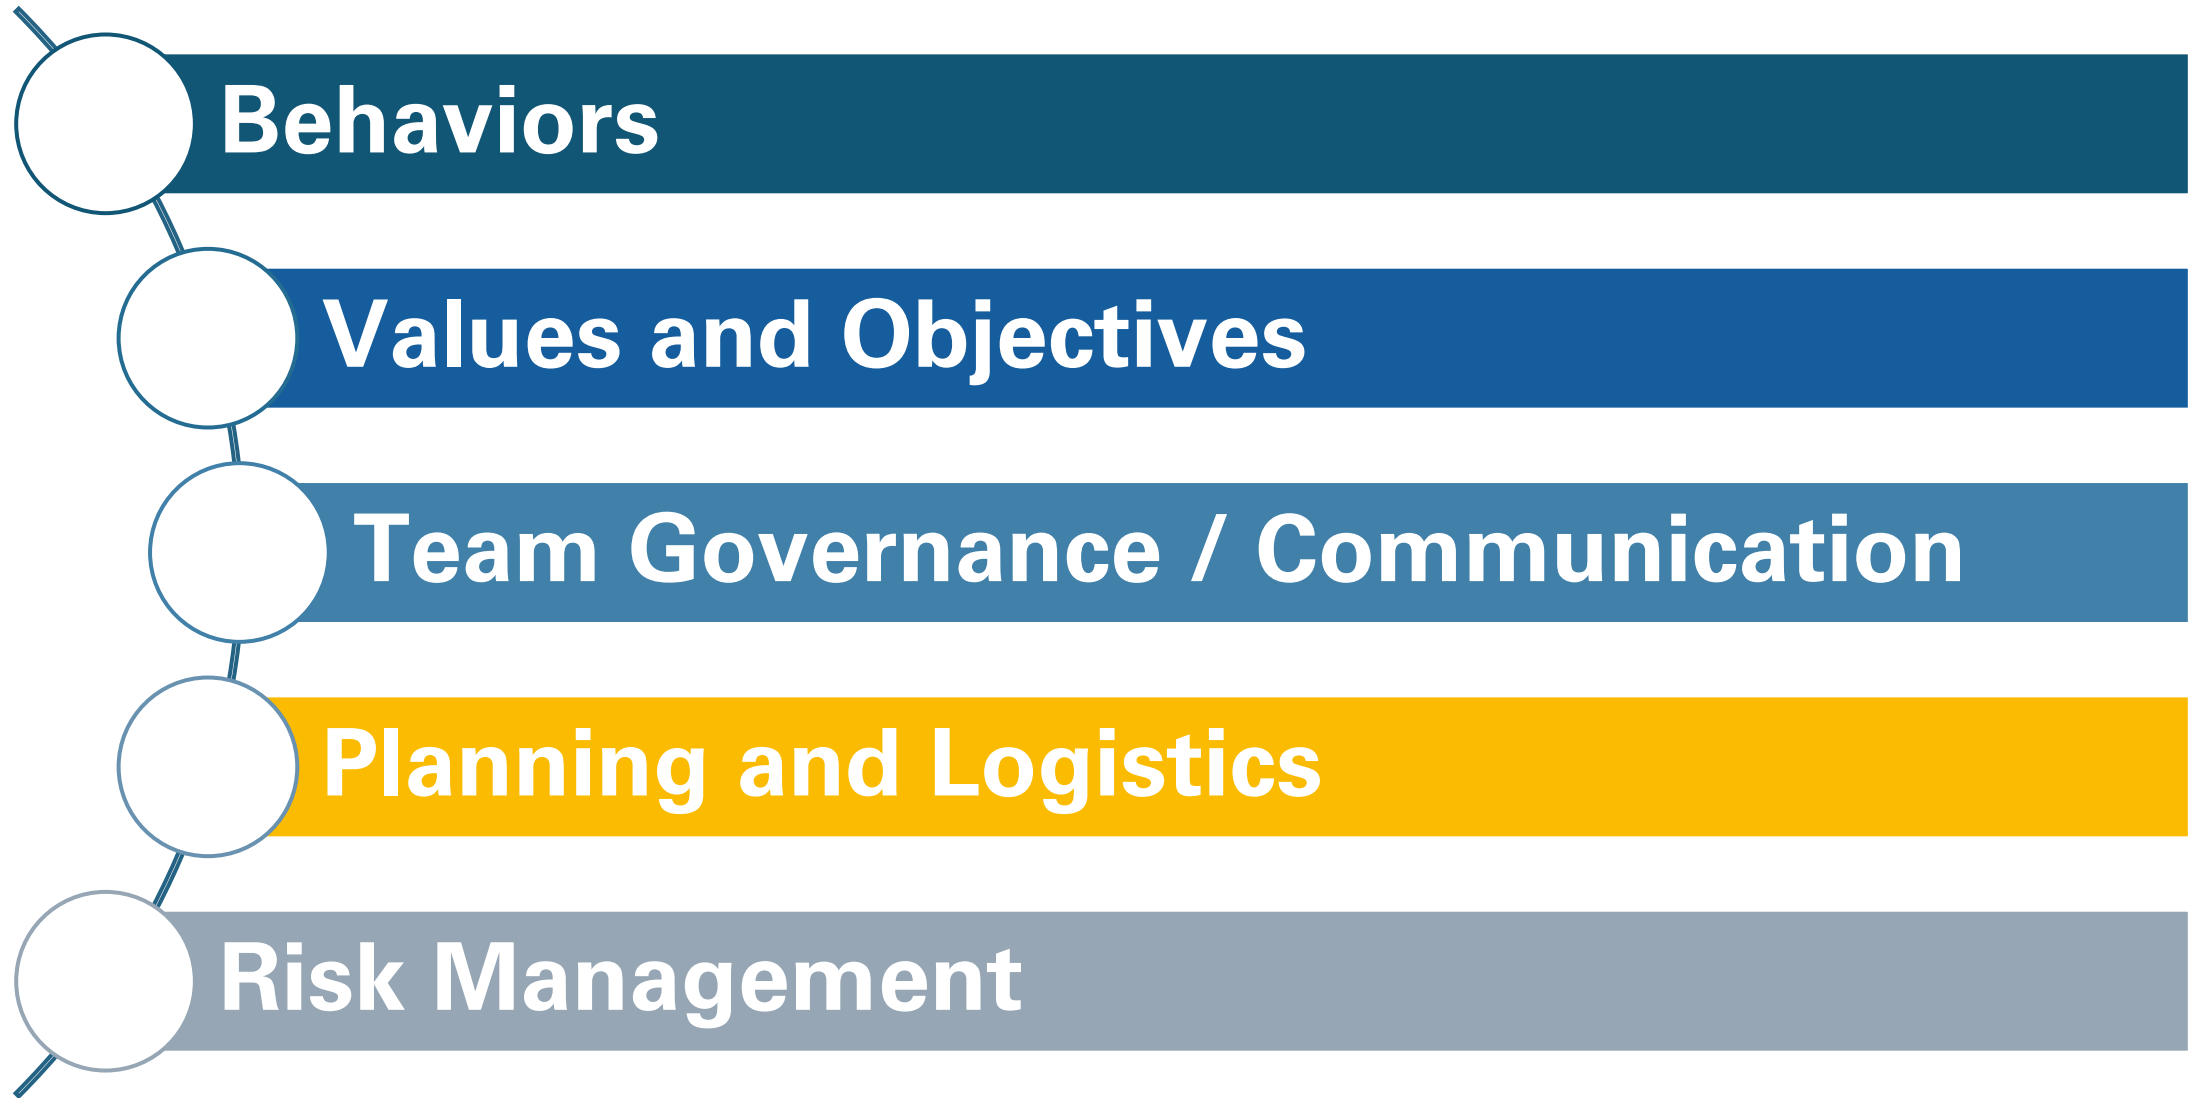 Behaviors
Values and Objectives
Team Governance / Communication
Planning and Logistics
Risk Management